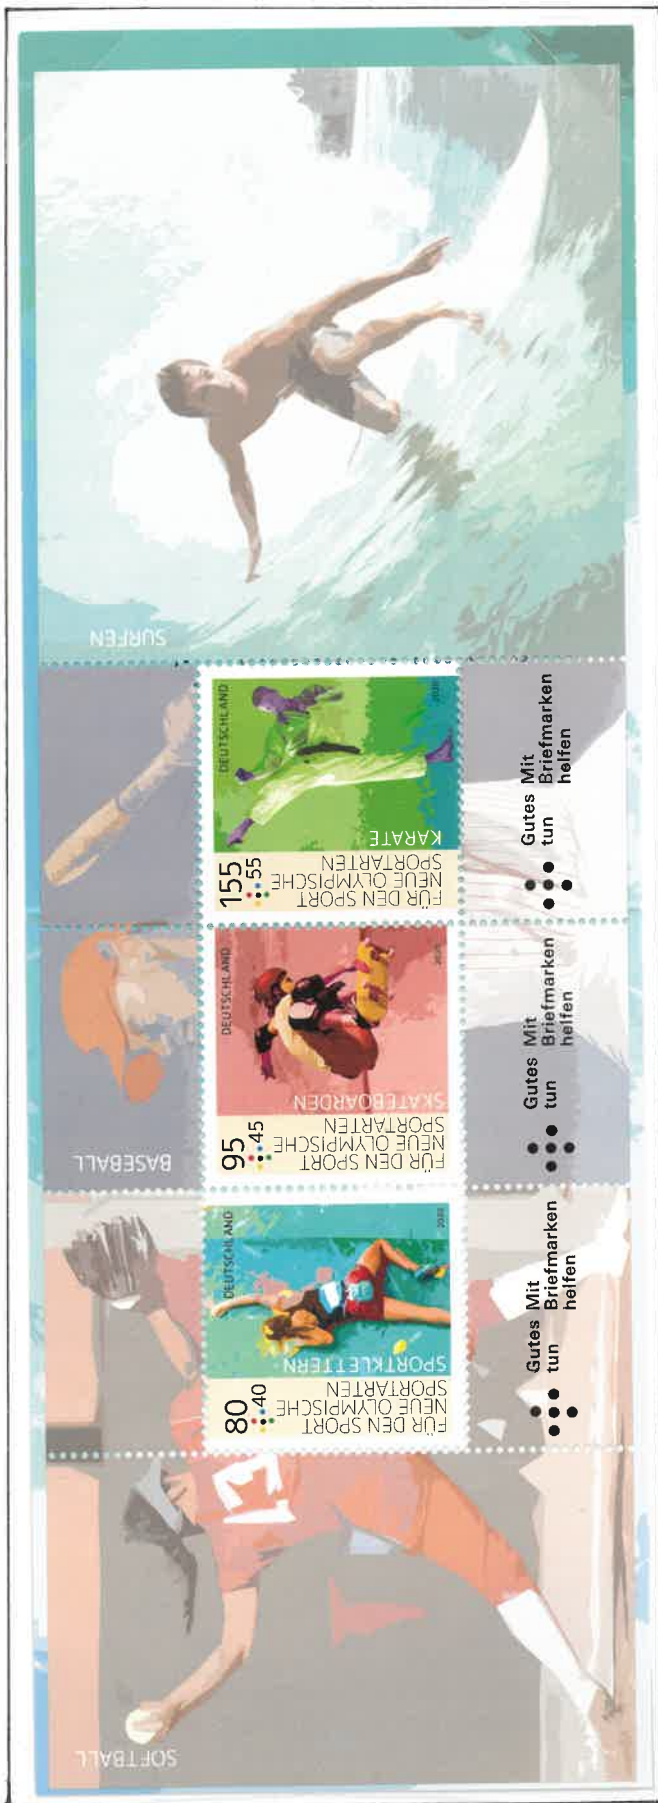 SURFEN
DEUTSCHLAND
2020
KARATE
155
55
FÜR DEN SPORT
NEUE OLYMPISCHE
SPORTARTEN
Gutes
tun
Mit
Briefmarken
helfen
BASEBALL
DEUTSCHLAND
2020
SKATEBOARDEN
95
45
FÜR DEN SPORT
NEUE OLYMPISCHE
SPORTARTEN
Gutes
tun
Mit
Briefmarken
helfen
DEUTSCHLAND
2020
SPORTKLETTERN
80
40
FÜR DEN SPORT
NEUE OLYMPISCHE
SPORTARTEN
Gutes
tun
Mit
Briefmarken
helfen
SOFTBALL